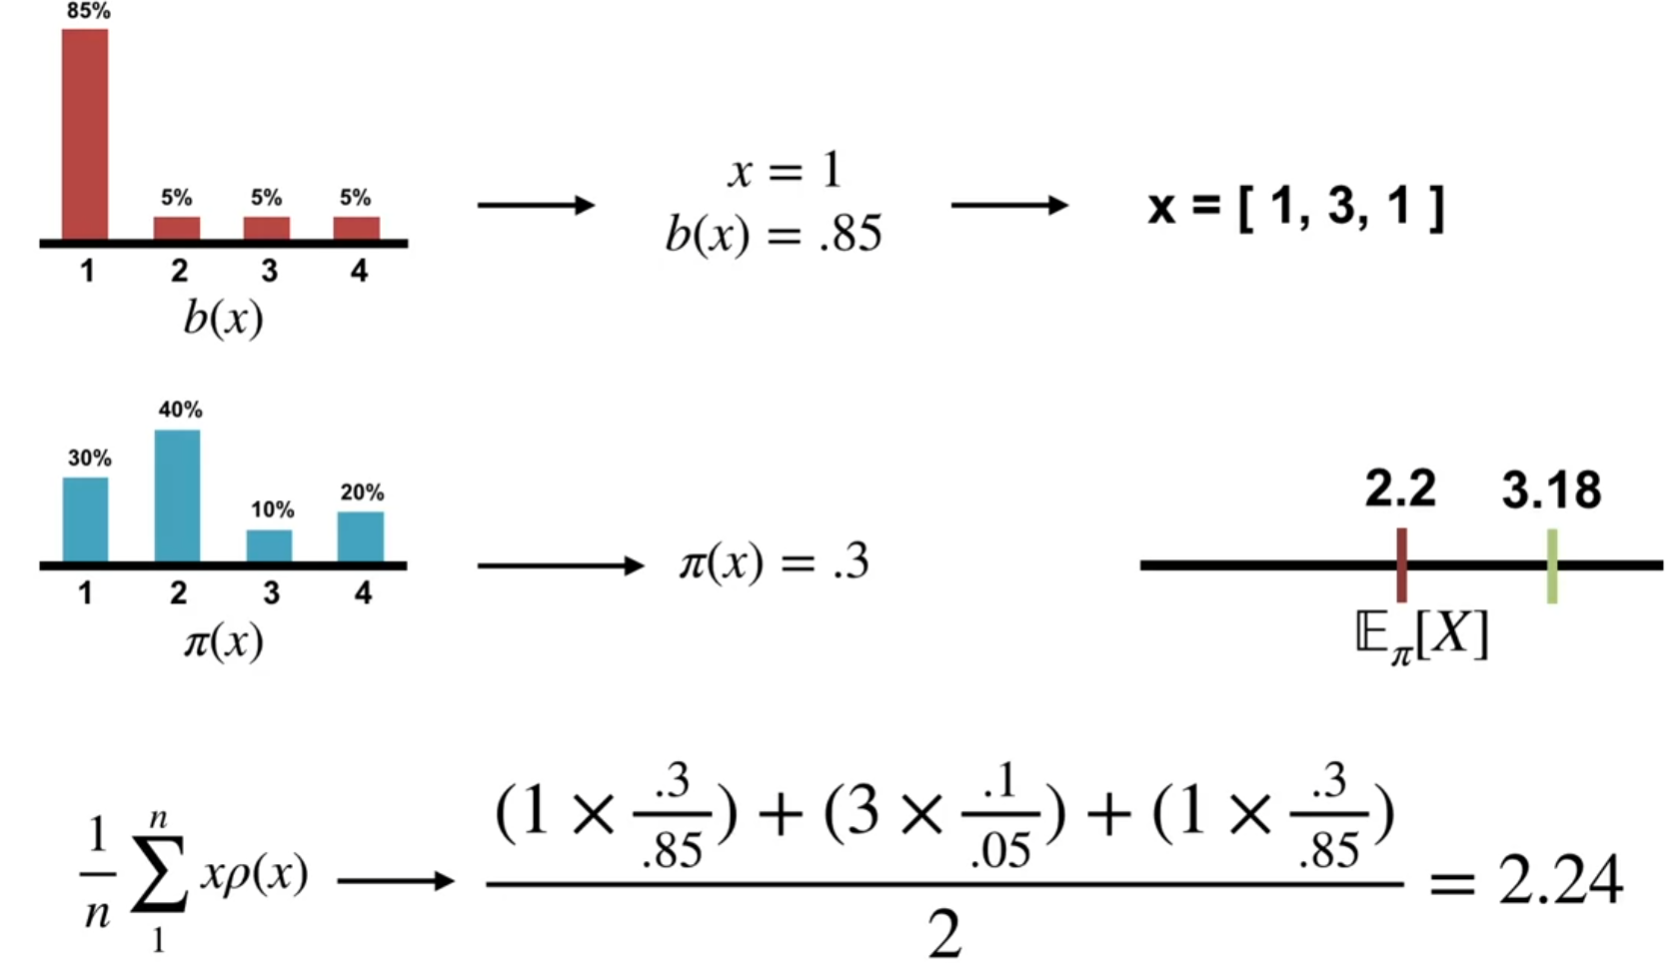 85%
5% 5% 5%
1 2 3 4
b(x)
x = 1
b(x) = .85
x = [ 1, 3, 1 ]
30% 40% 10% 20%
1 2 3 4
π(x)
π(x) = .3
2.2 3.18
𝔼π[X]
1/n ∑ n 1 xρ(x)
(1 × .3/.85) + (3 × .1/.05) + (1 × .3/.85)
2
= 2.24